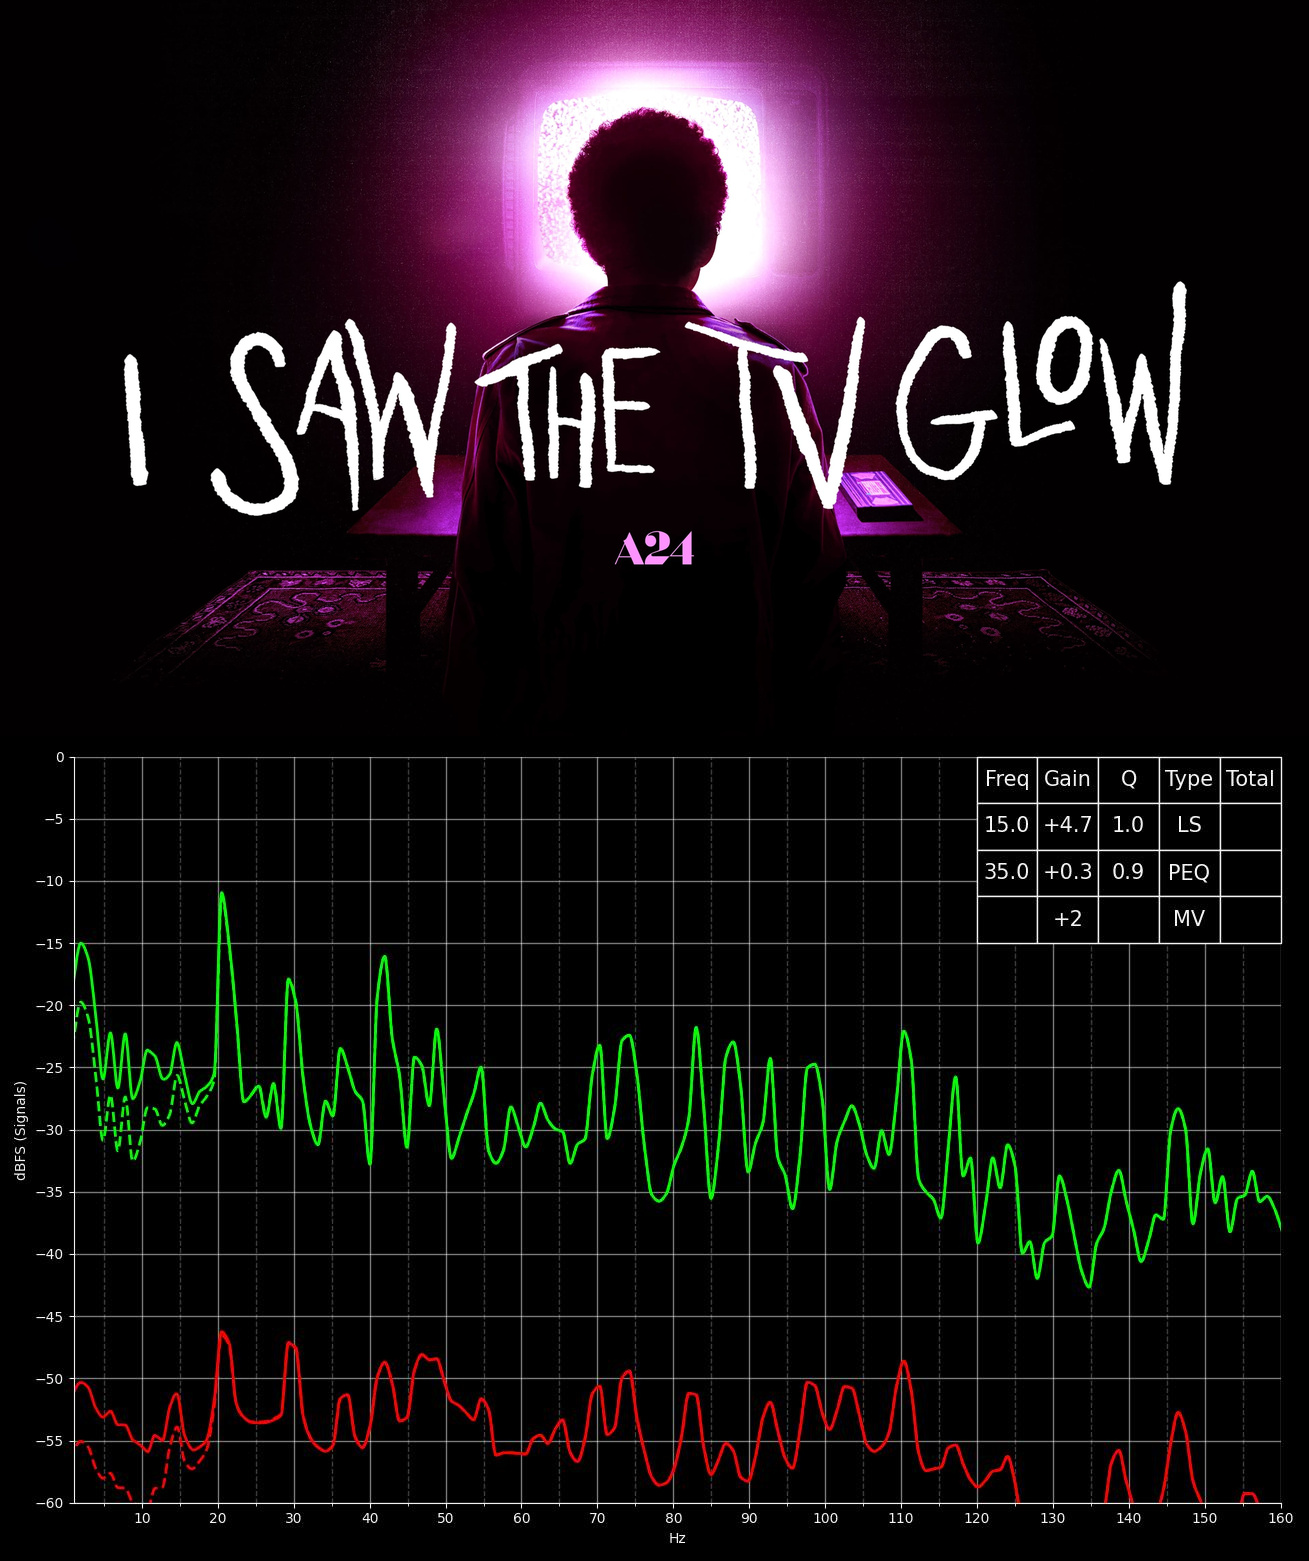 I SAW THE TV GLOW
A24
Freq Gain Q Type Total
15.0 +4.7 1.0 LS
35.0 +0.3 0.9 PEQ
+2 MV
0
−5
−10
−15
−20
−25
−30
−35
−40
−45
−50
−55
−60
dBFS (Signals)
10 20 30 40 50 60 70 80 90 100 110 120 130 140 150 160
Hz